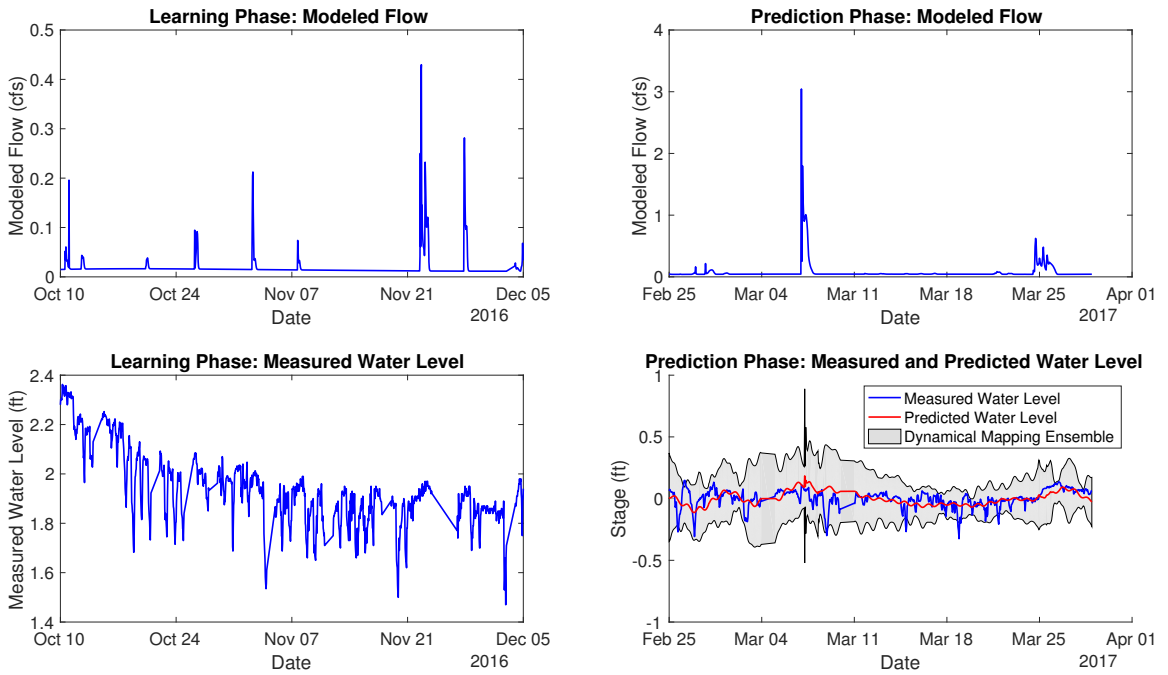 Learning Phase: Modeled Flow
0.5
0.4
0.3
0.2
0.1
0
Modeled Flow (cfs)
Oct 10 Oct 24 Nov 07 Nov 21 Dec 05
Date
2016
Prediction Phase: Modeled Flow
4
3
2
1
0
Modeled Flow (cfs)
Feb 25 Mar 04 Mar 11 Mar 18 Mar 25 Apr 01
Date
2017
Learning Phase: Measured Water Level
2.4
2.2
2
1.8
1.6
1.4
Measured Water Level (ft)
Oct 10 Oct 24 Nov 07 Nov 21 Dec 05
Date
2016
Prediction Phase: Measured and Predicted Water Level
1
0.5
0
-0.5
-1
Stage (ft)
Measured Water Level
Predicted Water Level
Dynamical Mapping Ensemble
Feb 25 Mar 04 Mar 11 Mar 18 Mar 25 Apr 01
Date
2017